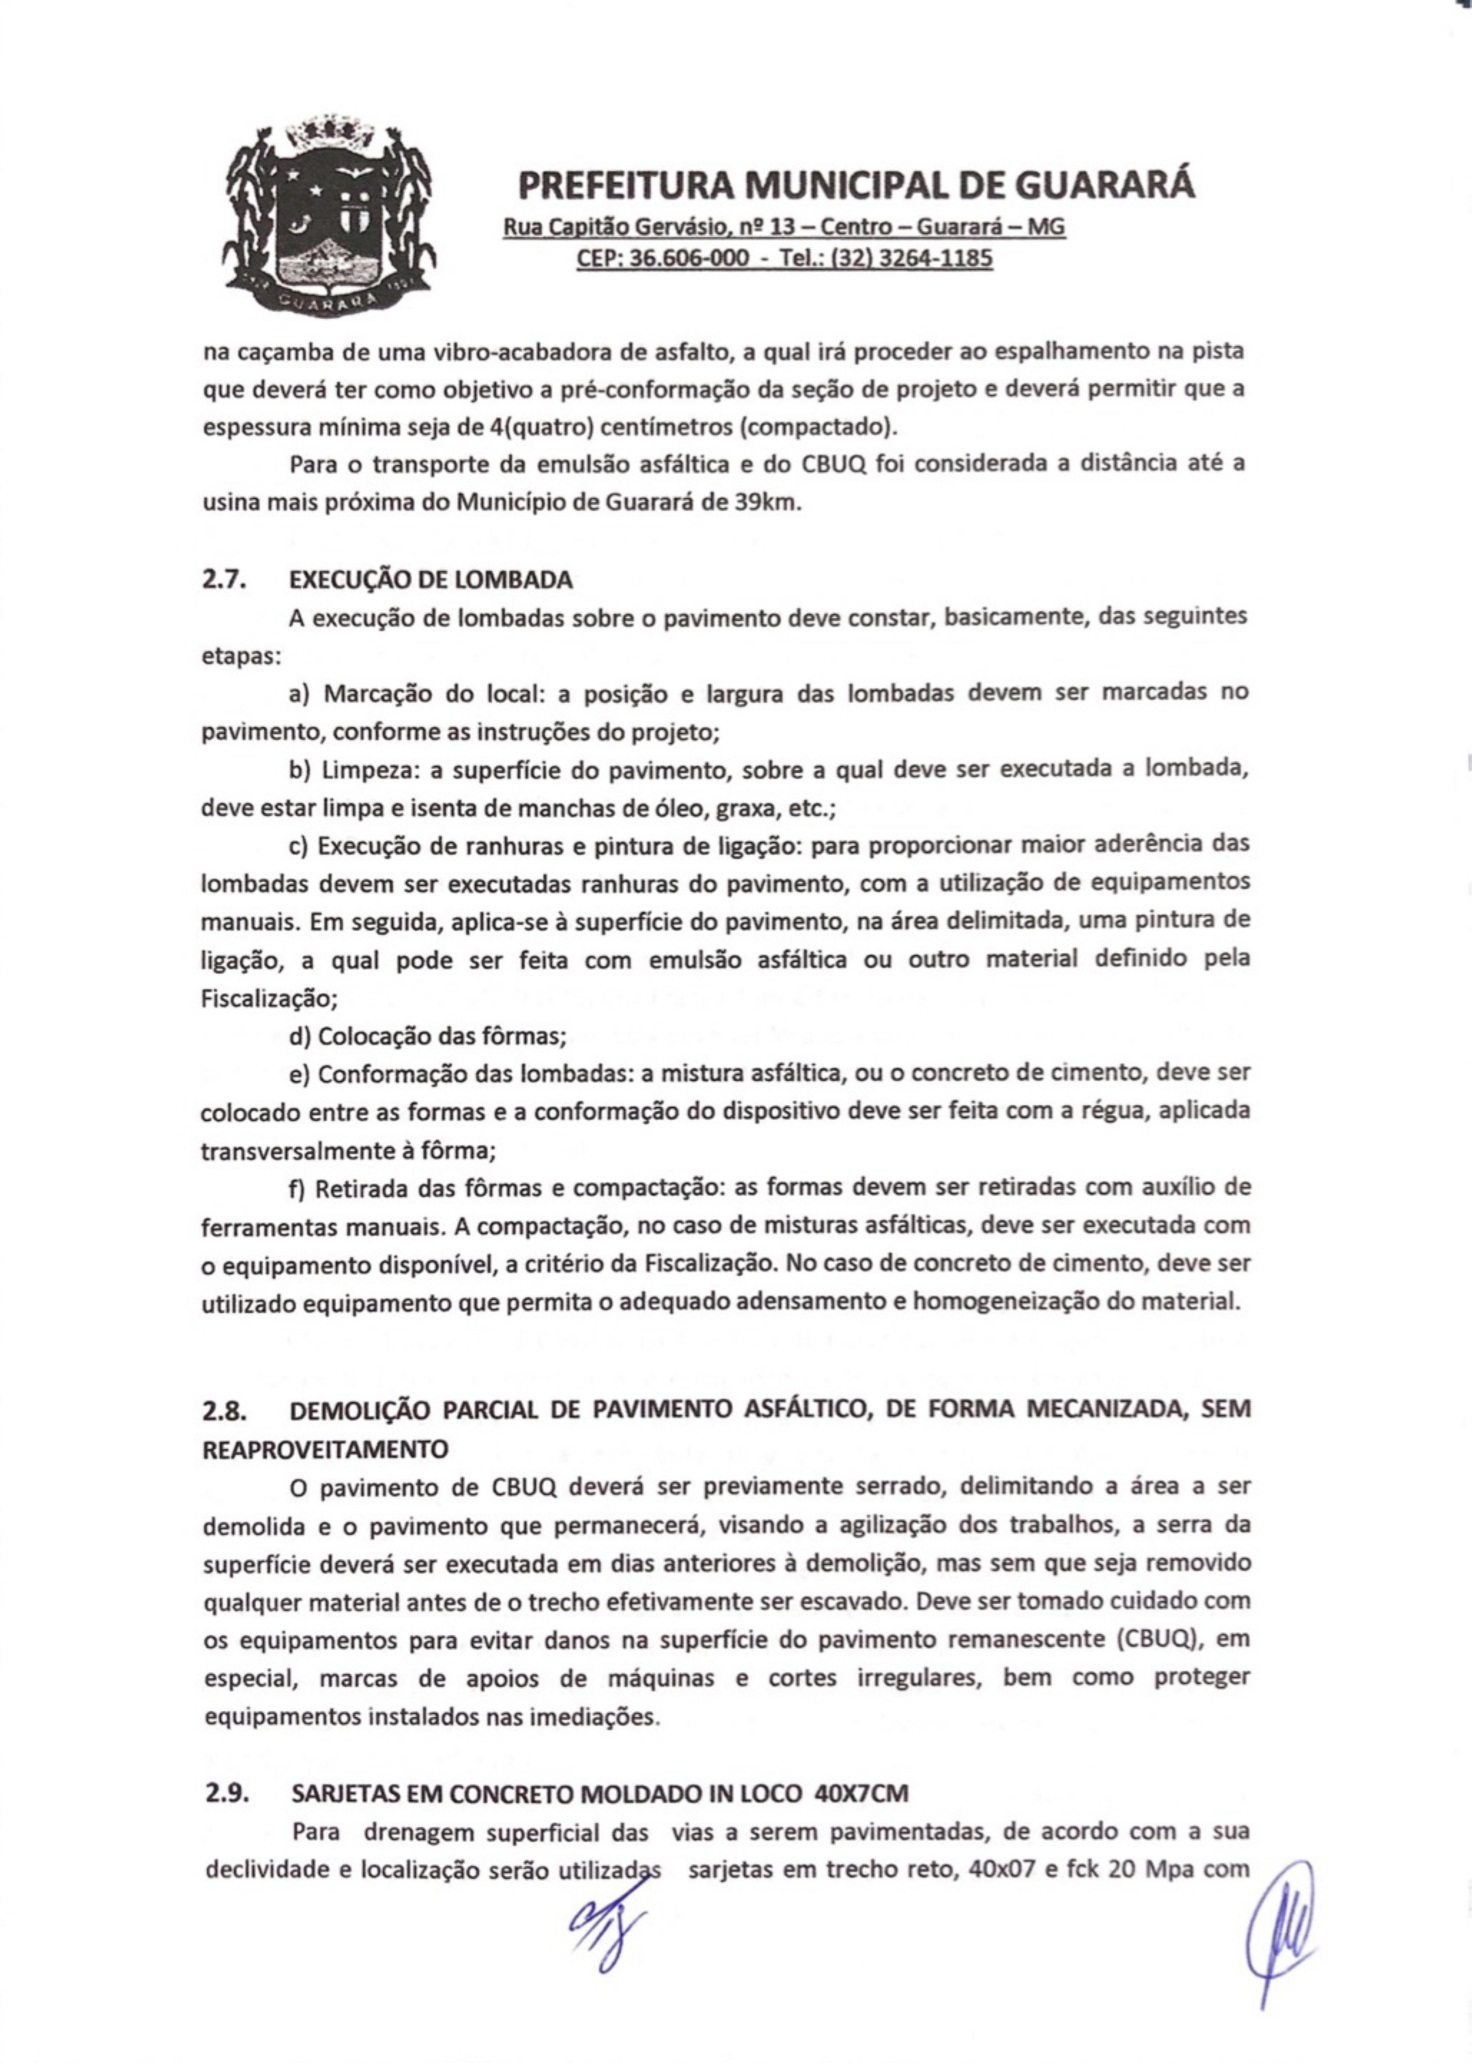 GUARARÁ
PREFEITURA MUNICIPAL DE GUARARÁ
Rua Capitão Gervásio, nº 13 – Centro – Guarará – MG
CEP: 36.606-000 - Tel.: (32) 3264-1185
na caçamba de uma vibro-acabadora de asfalto, a qual irá proceder ao espalhamento na pista
que deverá ter como objetivo a pré-conformação da seção de projeto e deverá permitir que a
espessura mínima seja de 4(quatro) centímetros (compactado).
Para o transporte da emulsão asfáltica e do CBUQ foi considerada a distância até a
usina mais próxima do Município de Guarará de 39km.
2.7. EXECUÇÃO DE LOMBADA
A execução de lombadas sobre o pavimento deve constar, basicamente, das seguintes
etapas:
a) Marcação do local: a posição e largura das lombadas devem ser marcadas no
pavimento, conforme as instruções do projeto;
b) Limpeza: a superfície do pavimento, sobre a qual deve ser executada a lombada,
deve estar limpa e isenta de manchas de óleo, graxa, etc.;
c) Execução de ranhuras e pintura de ligação: para proporcionar maior aderência das
lombadas devem ser executadas ranhuras do pavimento, com a utilização de equipamentos
manuais. Em seguida, aplica-se à superfície do pavimento, na área delimitada, uma pintura de
ligação, a qual pode ser feita com emulsão asfáltica ou outro material definido pela
Fiscalização;
d) Colocação das fôrmas;
e) Conformação das lombadas: a mistura asfáltica, ou o concreto de cimento, deve ser
colocado entre as formas e a conformação do dispositivo deve ser feita com a régua, aplicada
transversalmente à fôrma;
f) Retirada das fôrmas e compactação: as formas devem ser retiradas com auxílio de
ferramentas manuais. A compactação, no caso de misturas asfálticas, deve ser executada com
o equipamento disponível, a critério da Fiscalização. No caso de concreto de cimento, deve ser
utilizado equipamento que permita o adequado adensamento e homogeneização do material.
2.8. DEMOLIÇÃO PARCIAL DE PAVIMENTO ASFÁLTICO, DE FORMA MECANIZADA, SEM
REAPROVEITAMENTO
O pavimento de CBUQ deverá ser previamente serrado, delimitando a área a ser
demolida e o pavimento que permanecerá, visando a agilização dos trabalhos, a serra da
superfície deverá ser executada em dias anteriores à demolição, mas sem que seja removido
qualquer material antes de o trecho efetivamente ser escavado. Deve ser tomado cuidado com
os equipamentos para evitar danos na superfície do pavimento remanescente (CBUQ), em
especial, marcas de apoios de máquinas e cortes irregulares, bem como proteger
equipamentos instalados nas imediações.
2.9. SARJETAS EM CONCRETO MOLDADO IN LOCO 40X7CM
Para drenagem superficial das vias a serem pavimentadas, de acordo com a sua
declividade e localização serão utilizadas sarjetas em trecho reto, 40x07 e fck 20 Mpa com